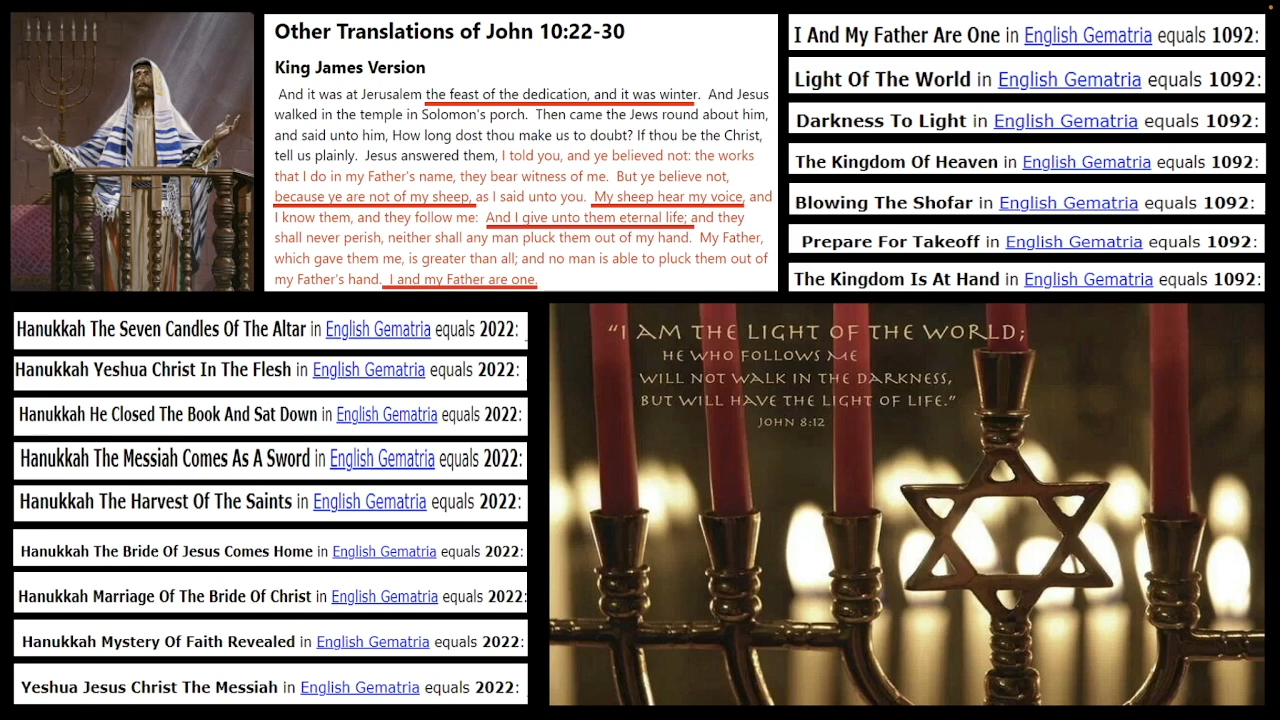 Other Translations of John 10:22-30
King James Version
And it was at Jerusalem the feast of the dedication, and it was winter. And Jesus
walked in the temple in Solomon's porch. Then came the Jews round about him,
and said unto him, How long dost thou make us to doubt? If thou be the Christ,
tell us plainly. Jesus answered them, I told you, and ye believed not: the works
that I do in my Father's name, they bear witness of me. But ye believe not,
because ye are not of my sheep, as I said unto you. My sheep hear my voice, and
I know them, and they follow me: And I give unto them eternal life; and they
shall never perish, neither shall any man pluck them out of my hand. My Father,
which gave them me, is greater than all; and no man is able to pluck them out of
my Father's hand. I and my Father are one.
I And My Father Are One in English Gematria equals 1092:
Light Of The World in English Gematria equals 1092:
Darkness To Light in English Gematria equals 1092:
The Kingdom Of Heaven in English Gematria equals 1092:
Blowing The Shofar in English Gematria equals 1092:
Prepare For Takeoff in English Gematria equals 1092:
The Kingdom Is At Hand in English Gematria equals 1092:
Hanukkah The Seven Candles Of The Altar in English Gematria equals 2022:
Hanukkah Yeshua Christ In The Flesh in English Gematria equals 2022:
Hanukkah He Closed The Book And Sat Down in English Gematria equals 2022:
Hanukkah The Messiah Comes As A Sword in English Gematria equals 2022:
Hanukkah The Harvest Of The Saints in English Gematria equals 2022:
Hanukkah The Bride Of Jesus Comes Home in English Gematria equals 2022:
Hanukkah Marriage Of The Bride Of Christ in English Gematria equals 2022:
Hanukkah Mystery Of Faith Revealed in English Gematria equals 2022:
Yeshua Jesus Christ The Messiah in English Gematria equals 2022:
"I AM THE LIGHT OF THE WORLD;
HE WHO FOLLOWS ME
WILL NOT WALK IN THE DARKNESS,
BUT WILL HAVE THE LIGHT OF LIFE."
JOHN 8:12